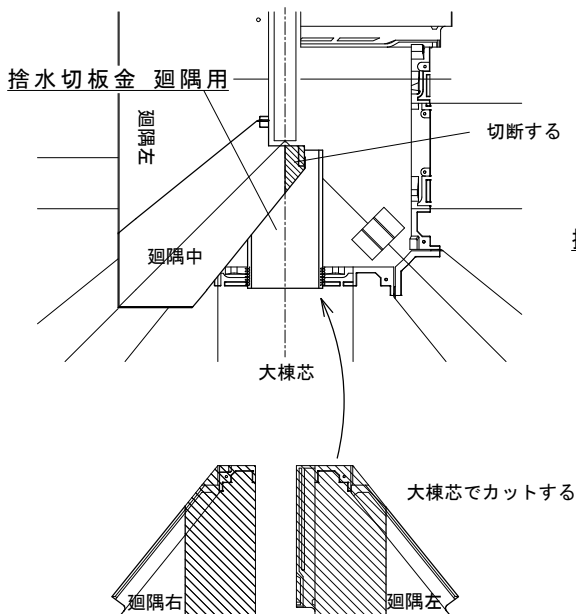 捨水切板金 廻隅用
廻隅左
切断する
廻隅中
大棟芯
大棟芯でカットする
廻隅右
廻隅左